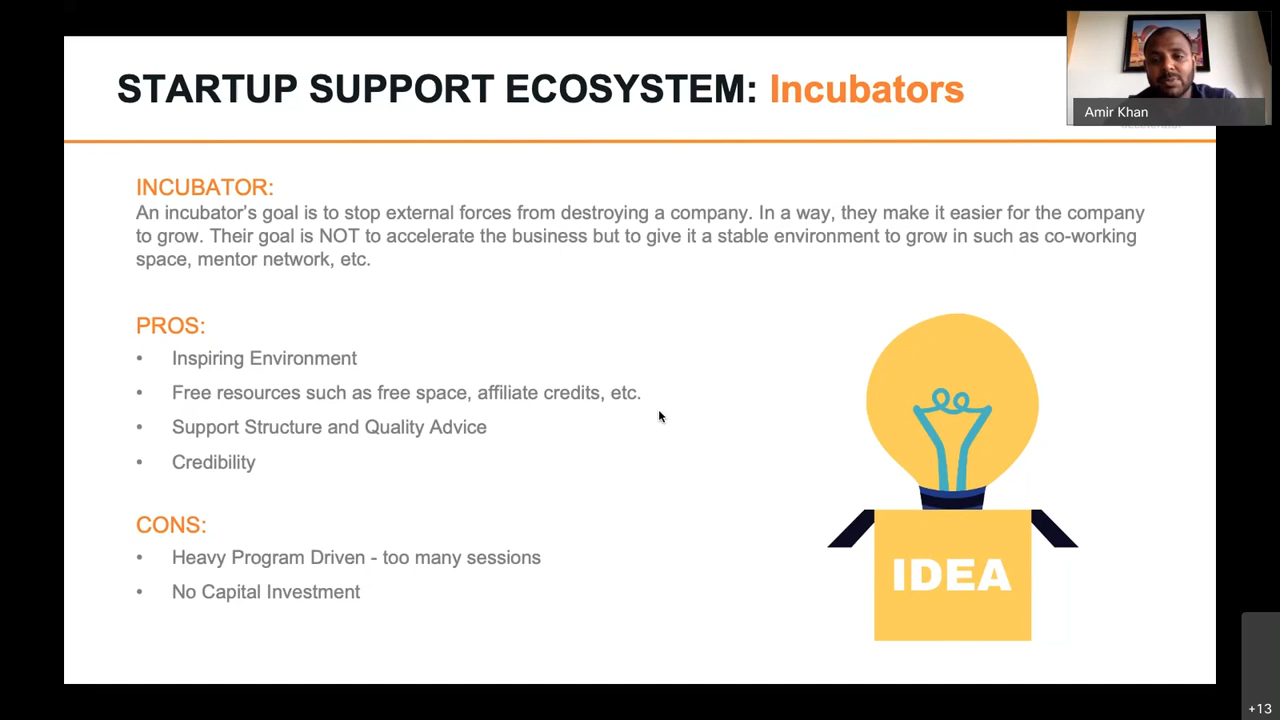 STARTUP SUPPORT ECOSYSTEM: Incubators
Amir Khan
INCUBATOR:
An incubator's goal is to stop external forces from destroying a company. In a way, they make it easier for the company
to grow. Their goal is NOT to accelerate the business but to give it a stable environment to grow in such as co-working
space, mentor network, etc.
PROS:
• Inspiring Environment
• Free resources such as free space, affiliate credits, etc.
• Support Structure and Quality Advice
• Credibility
CONS:
• Heavy Program Driven - too many sessions
• No Capital Investment
IDEA
+13